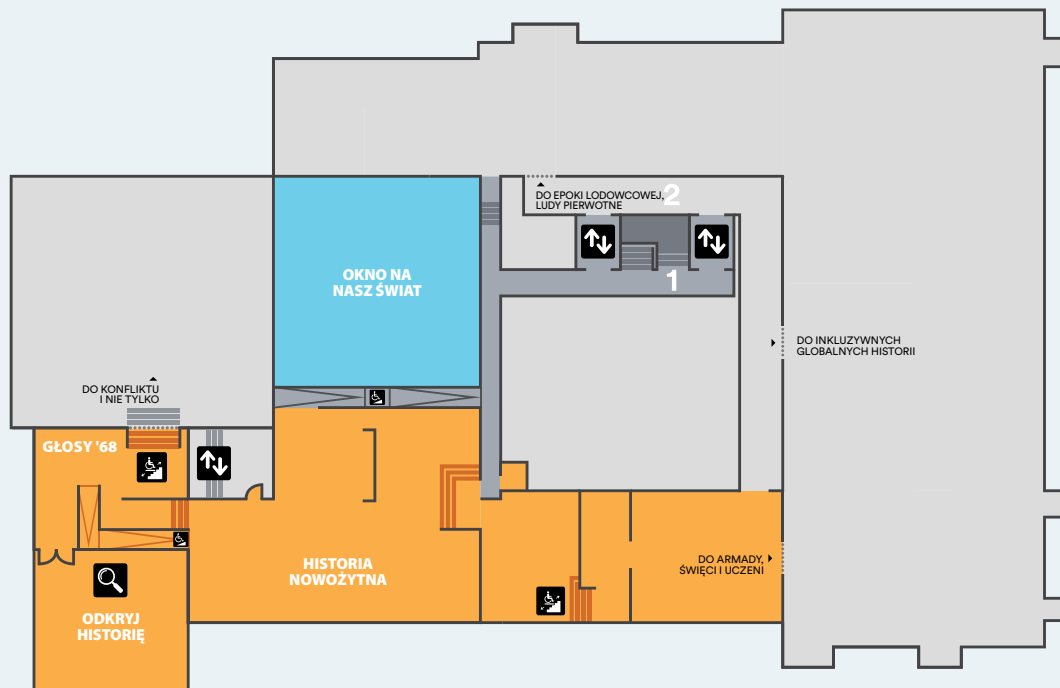 DO EPOKI LODOWCOWEJ,
LUDY PIERWOTNE
2
1
OKNO NA
NASZ ŚWIAT
DO INKLUZYWNYCH
GLOBALNYCH HISTORII
DO KONFLIKTU
I NIE TYLKO
GŁOSY '68
HISTORIA
NOWOŻYTNA
DO ARMADY,
ŚWIĘCI I UCZENI
ODKRYJ
HISTORIĘ